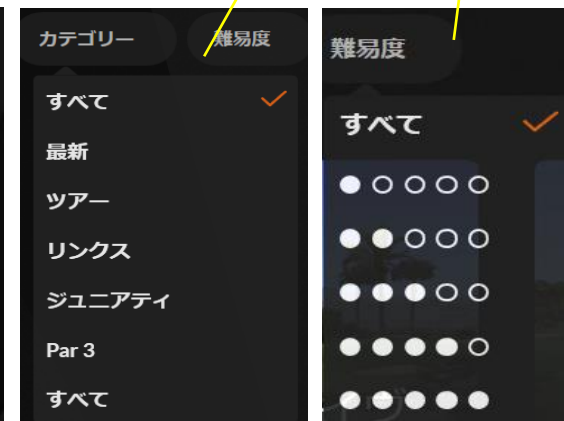 カテゴリー
難易度
すべて
最新
ツアー
リンクス
ジュニアティ
Par 3
すべて
難易度
すべて